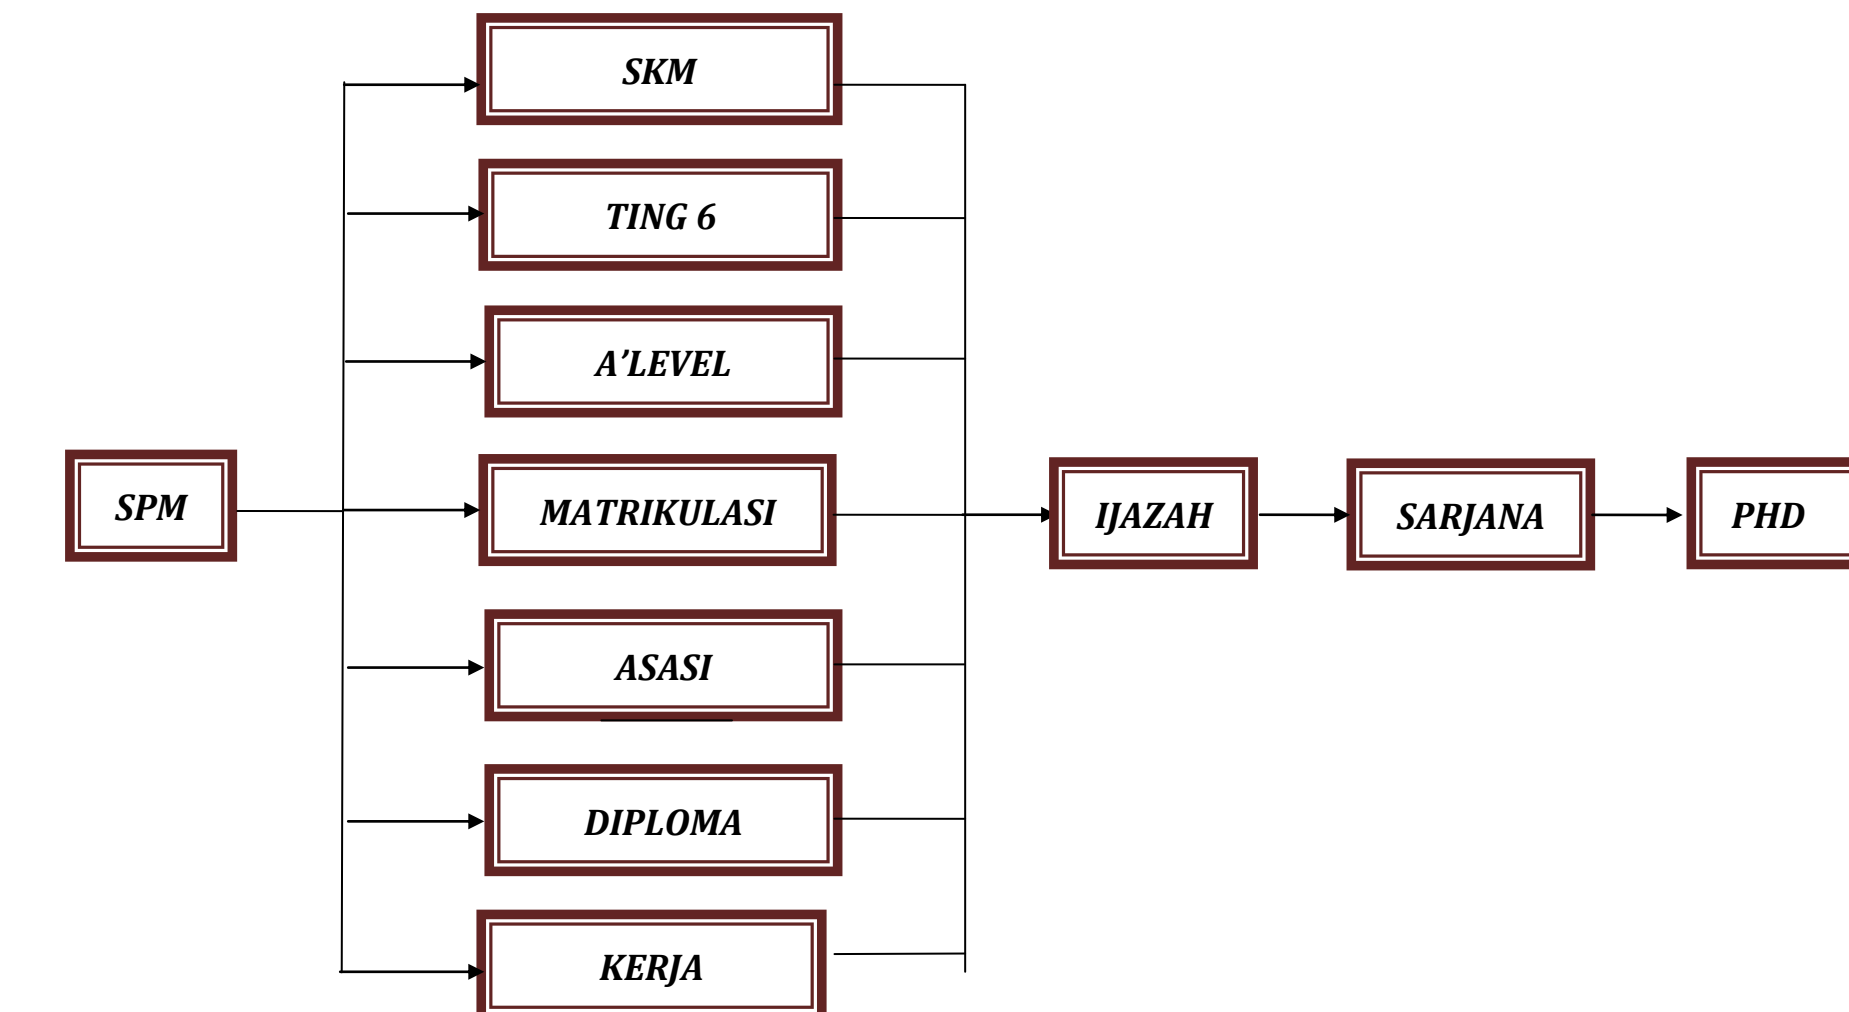 SKM
TING 6
A’LEVEL
SPM
MATRIKULASI
IJAZAH
SARJANA
PHD
ASASI
DIPLOMA
KERJA